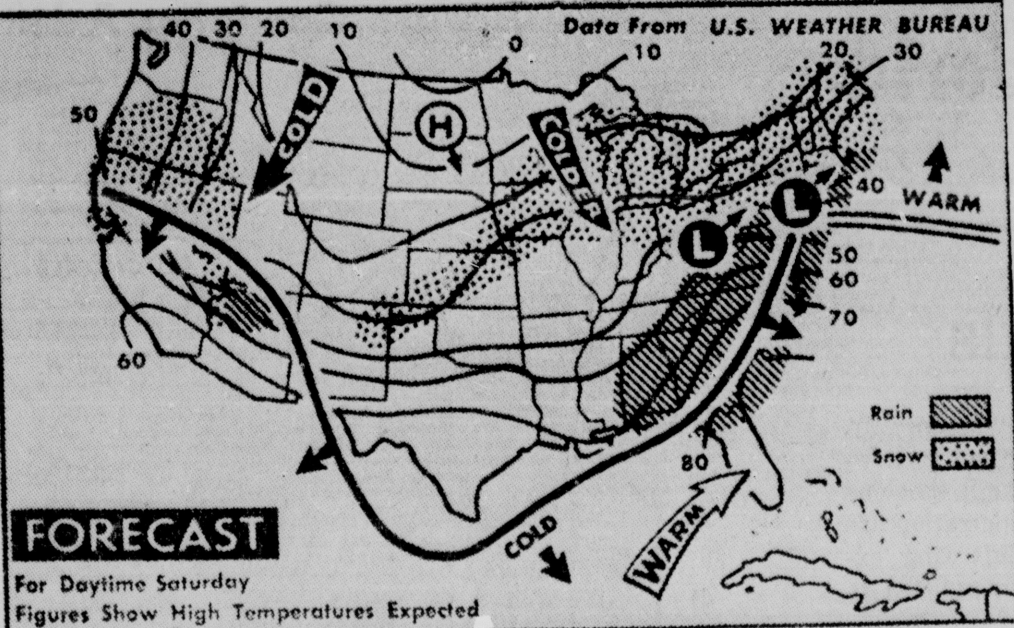 Data From U.S. WEATHER BUREAU
40 30 20 10 0 10 20 30
50
COLD
H
COLDER
40
WARM
L
L
50
60
70
60
Rain
Snow
80
COLD
WARM
FORECAST
For Daytime Saturday
Figures Show High Temperatures Expected